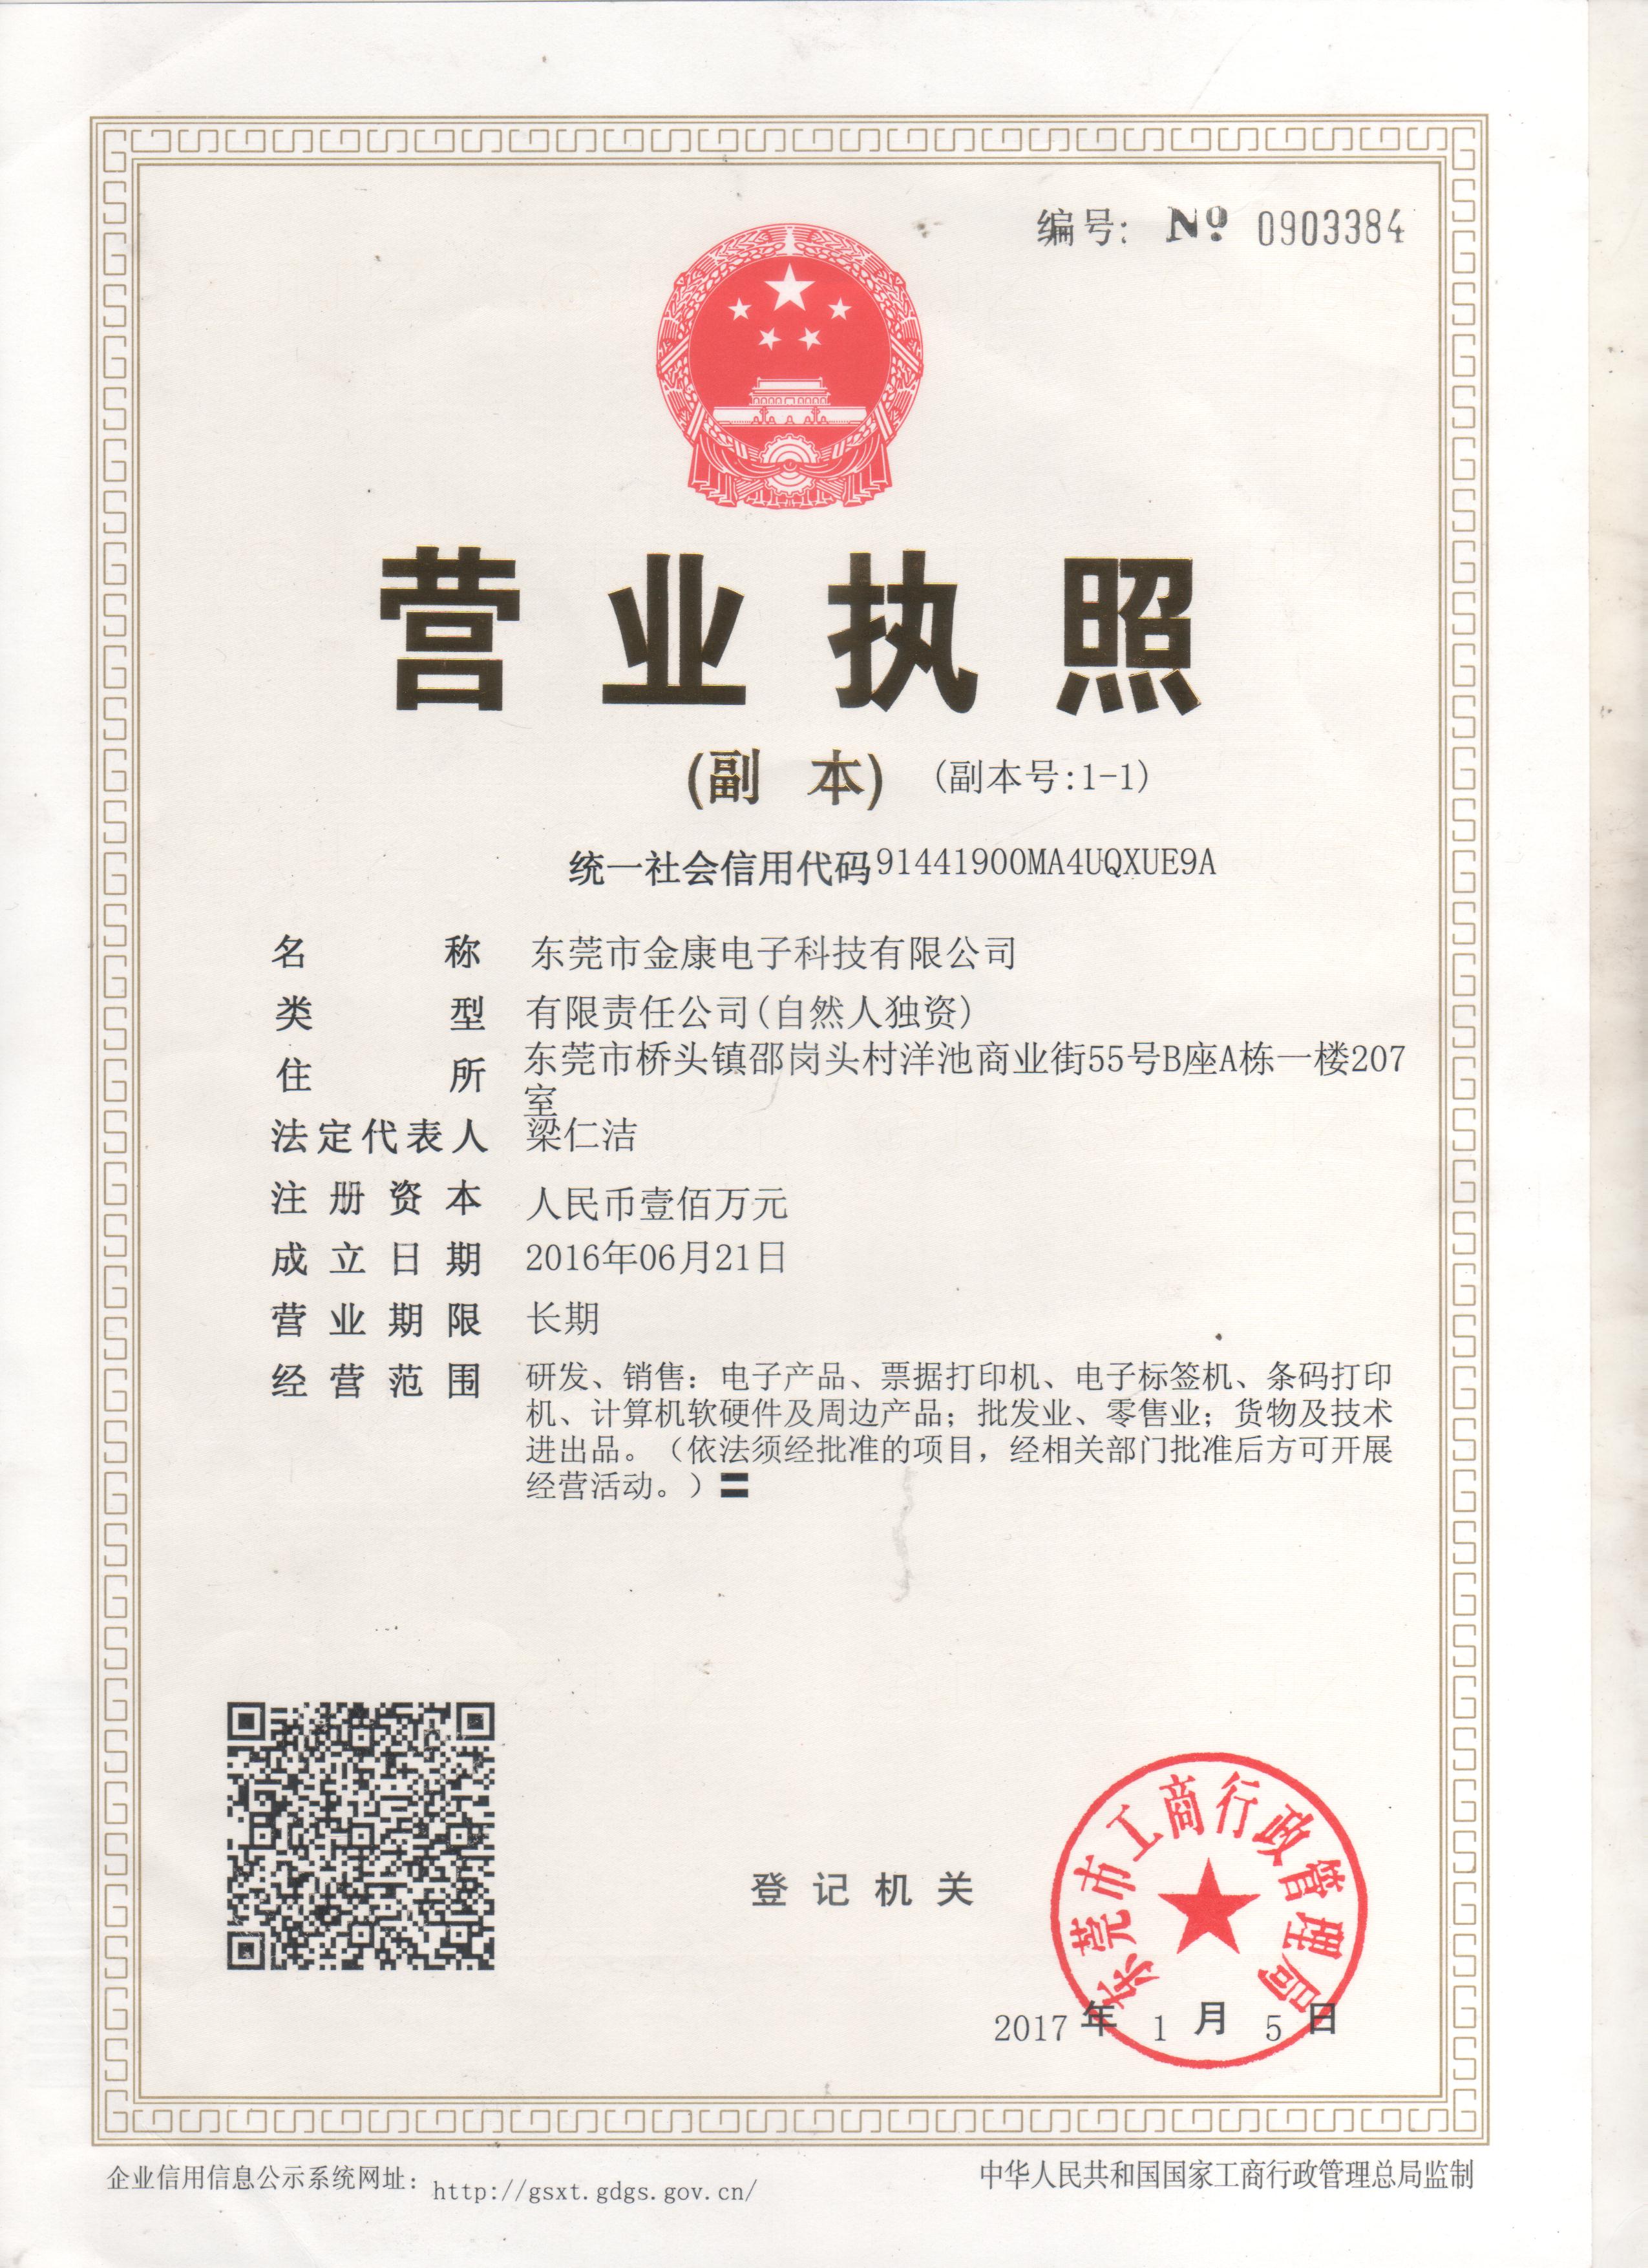 编号: № 0903384
营业执照
(副 本) (副本号:1-1)
统一社会信用代码91441900MA4UQXUE9A
名 称 东莞市金康电子科技有限公司
类 型 有限责任公司(自然人独资)
住 所 东莞市桥头镇邵岗头村洋池商业街55号B座A栋一楼207
室
法定代表人 梁仁洁
注册资本 人民币壹佰万元
成立日期 2016年06月21日
营业期限 长期
经营范围 研发、销售：电子产品、票据打印机、电子标签机、条码打印
机、计算机软硬件及周边产品；批发业、零售业；货物及技术
进出品。（依法须经批准的项目，经相关部门批准后方可开展
经营活动。）〓
东莞市工商行政管理局
登记机关
2017年1月5日
企业信用信息公示系统网址：http://gsxt.gdgs.gov.cn/
中华人民共和国国家工商行政管理总局监制